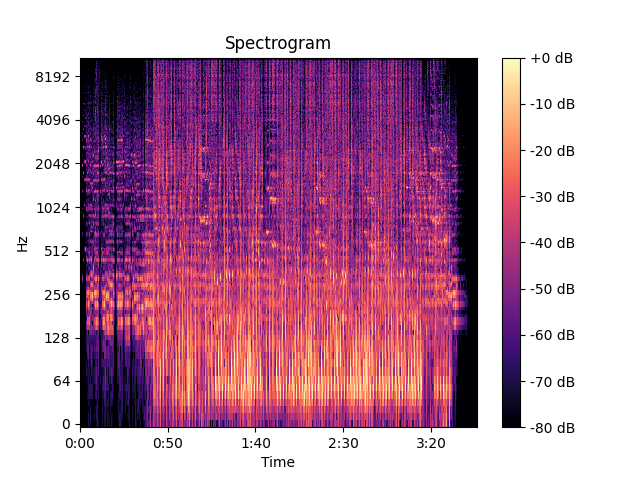 Spectrogram
8192
4096
2048
1024
512
256
128
64
0
Hz
0:00
0:50
1:40
2:30
3:20
Time
+0 dB
-10 dB
-20 dB
-30 dB
-40 dB
-50 dB
-60 dB
-70 dB
-80 dB